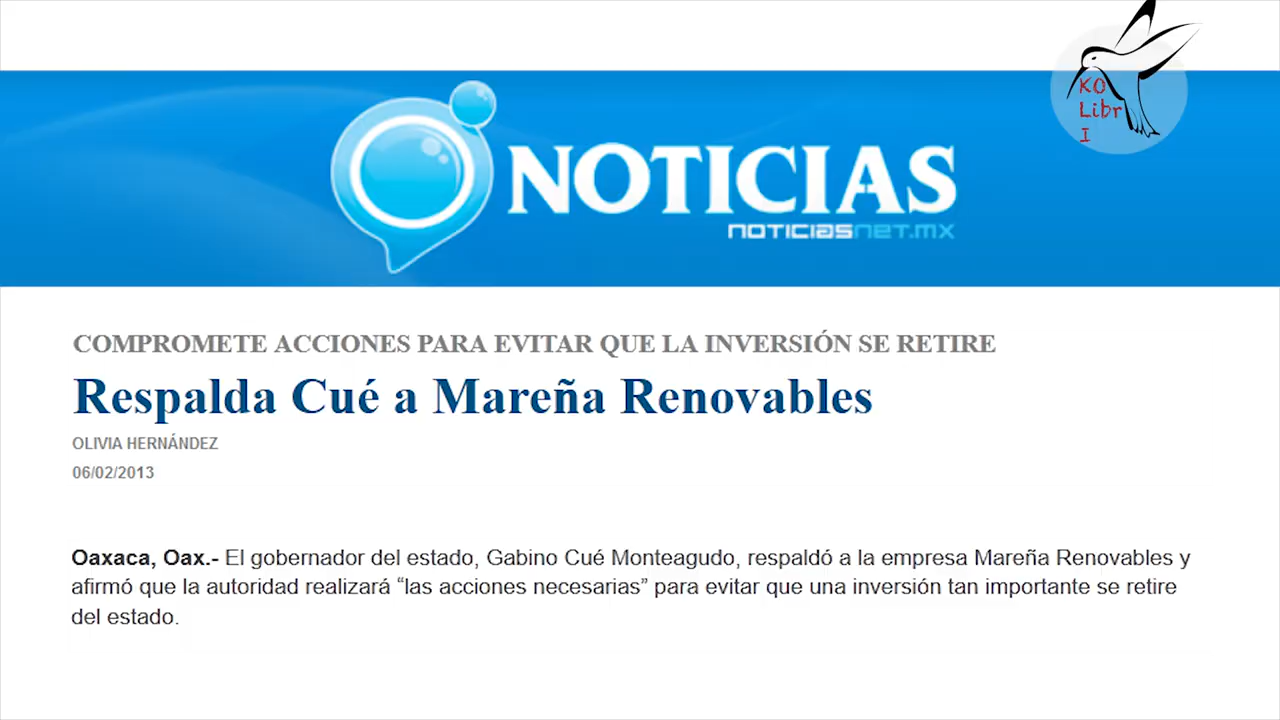 KO
Libr
I
NOTICIAS
NOTICIASNET.MX
COMPROMETE ACCIONES PARA EVITAR QUE LA INVERSIÓN SE RETIRE
Respalda Cué a Mareña Renovables
OLIVIA HERNÁNDEZ
06/02/2013
Oaxaca, Oax.- El gobernador del estado, Gabino Cué Monteagudo, respaldó a la empresa Mareña Renovables y
afirmó que la autoridad realizará “las acciones necesarias” para evitar que una inversión tan importante se retire
del estado.